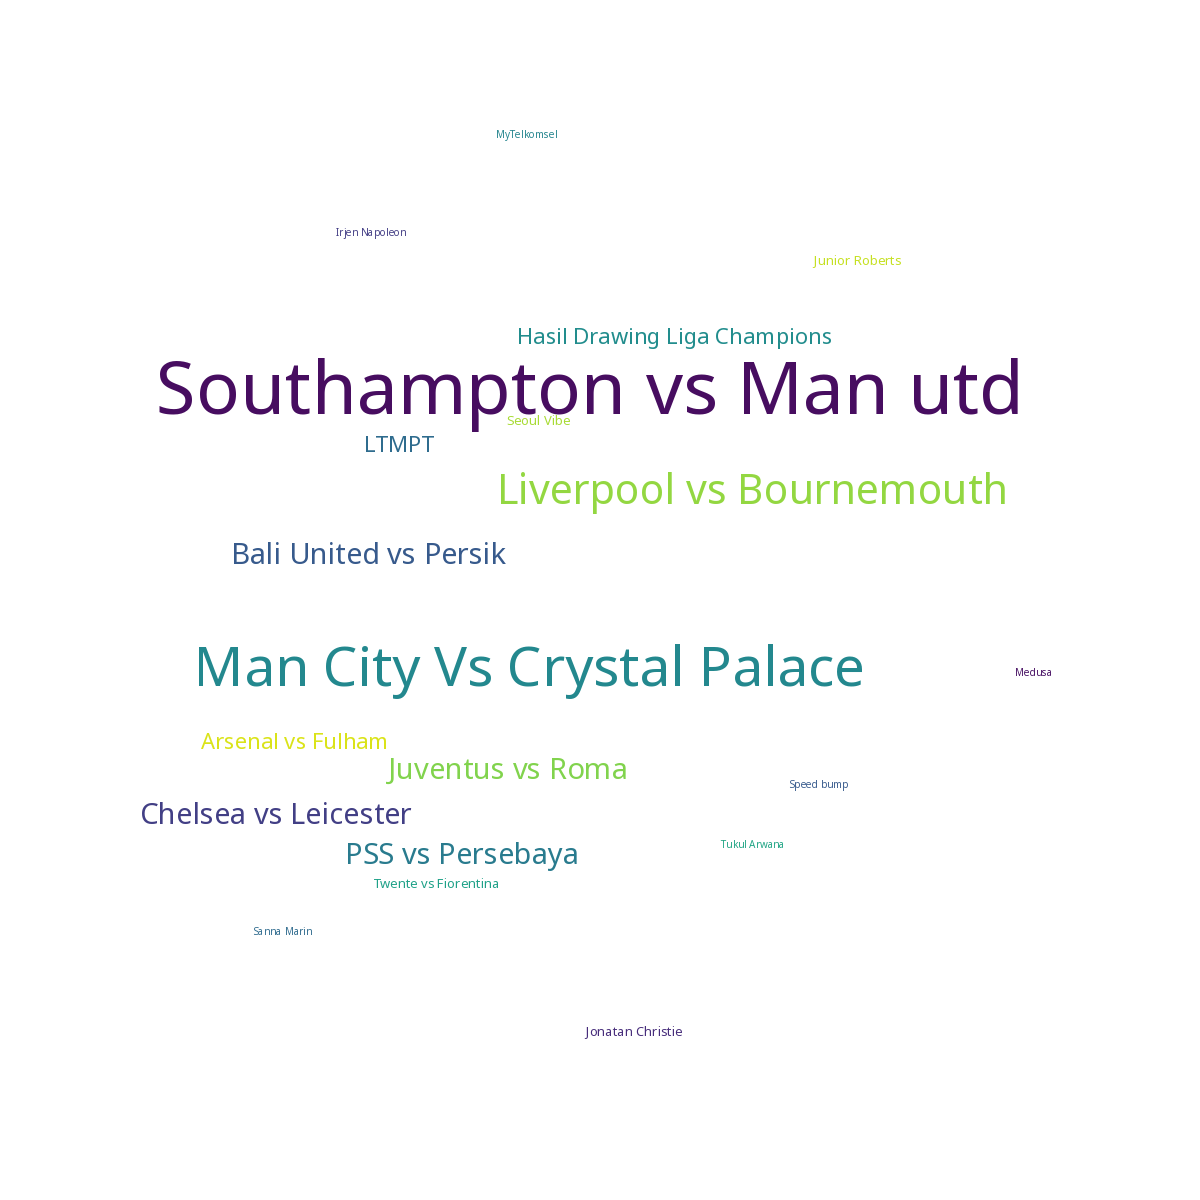 MyTelkomsel
Irjen Napoleon
Junior Roberts
Hasil Drawing Liga Champions
Southampton vs Man utd
Seoul Vibe
LTMPT
Liverpool vs Bournemouth
Bali United vs Persik
Man City Vs Crystal Palace
Medusa
Arsenal vs Fulham
Juventus vs Roma
Speed bump
Chelsea vs Leicester
Tukul Arwana
PSS vs Persebaya
Twente vs Fiorentina
Sanna Marin
Jonatan Christie